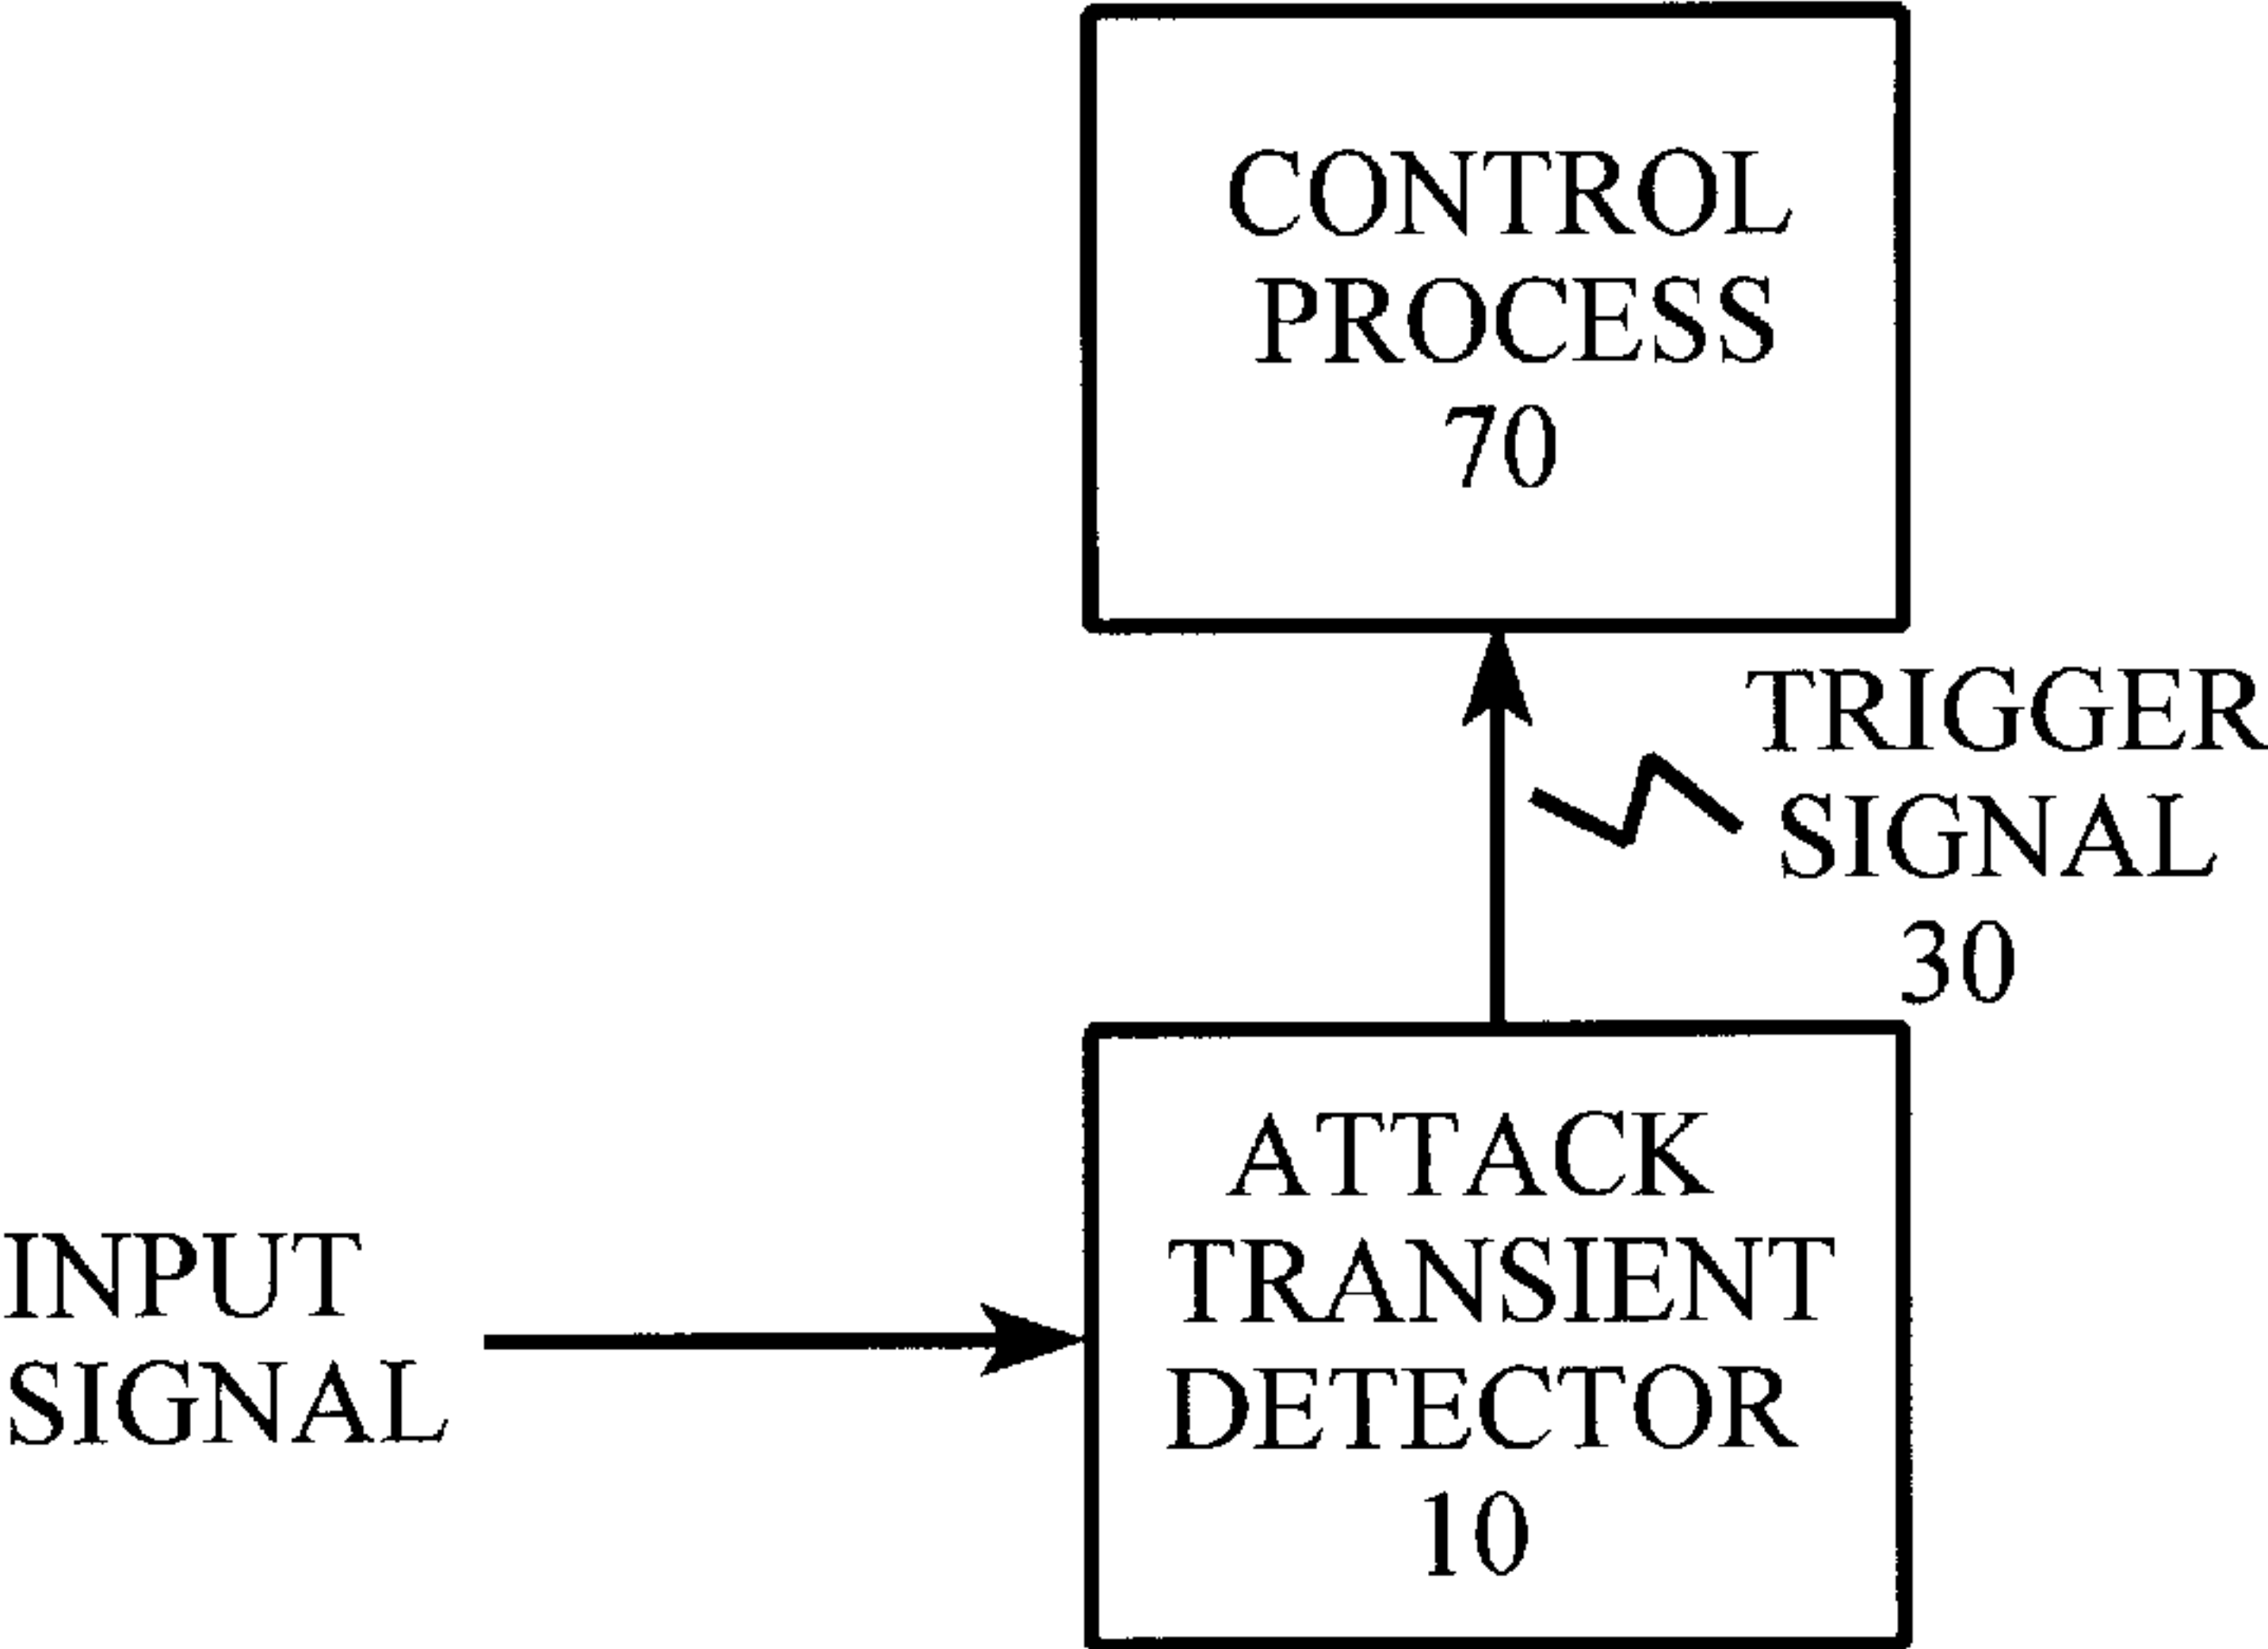 CONTROL
PROCESS
70
TRIGGER
SIGNAL
30
INPUT
SIGNAL
ATTACK
TRANSIENT
DETECTOR
10